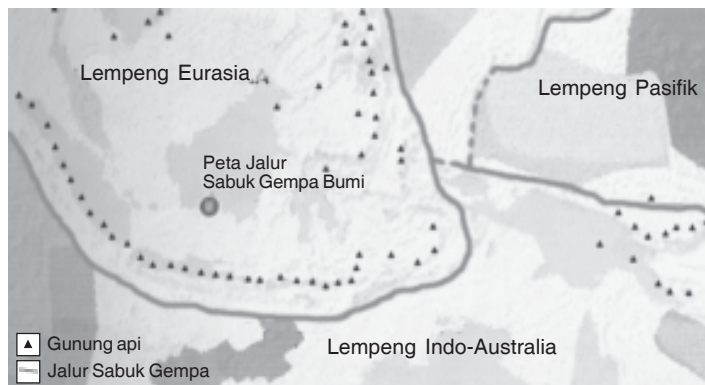 Lempeng Eurasia
Lempeng Pasifik
Peta Jalur
Sabuk Gempa Bumi
Gunung api
Lempeng Indo-Australia
Jalur Sabuk Gempa